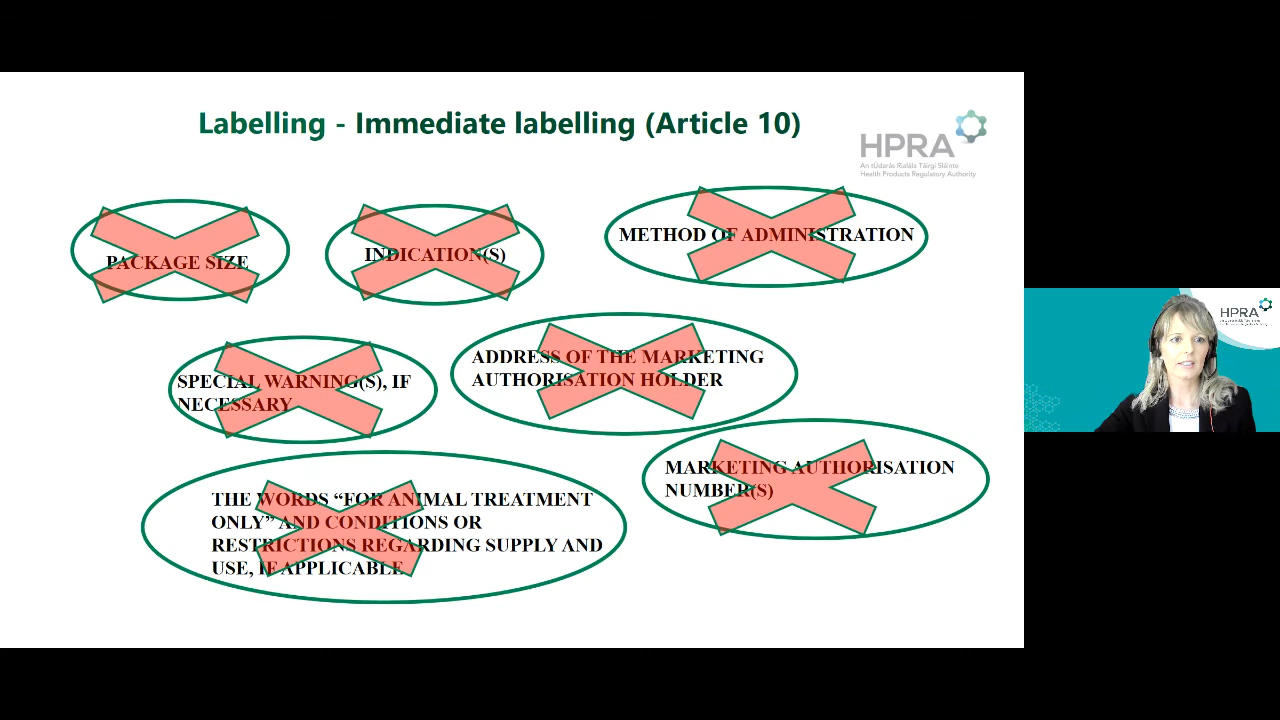 Labelling - Immediate labelling (Article 10)
HPRA
An tÚdarás Rialála Táirgí Sláinte
Health Products Regulatory Authority
PACKAGE SIZE
INDICATION(S)
METHOD OF ADMINISTRATION
SPECIAL WARNING(S), IF
NECESSARY
ADDRESS OF THE MARKETING
AUTHORISATION HOLDER
MARKETING AUTHORISATION
NUMBER(S)
THE WORDS “FOR ANIMAL TREATMENT
ONLY” AND CONDITIONS OR
RESTRICTIONS REGARDING SUPPLY AND
USE, IF APPLICABLE
HPRA